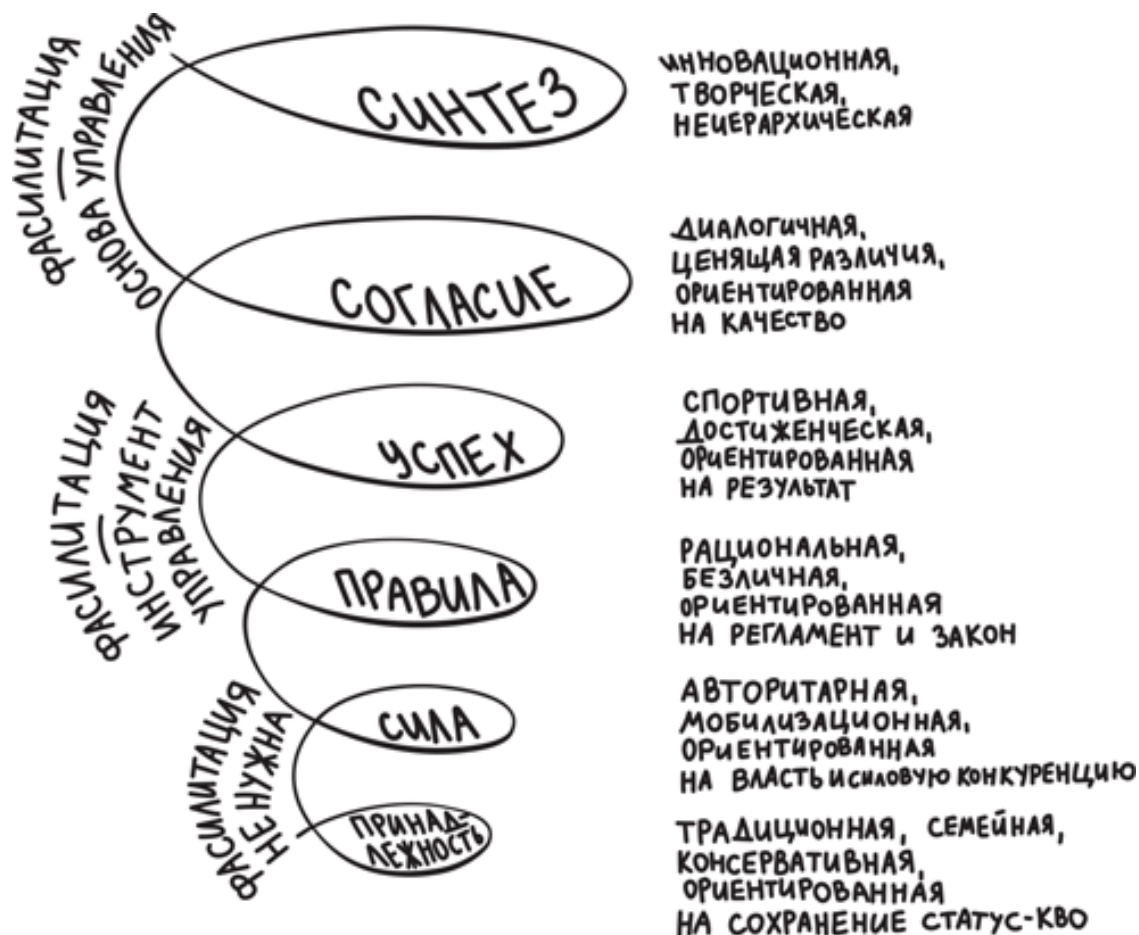 ФАСИЛИТАЦИЯ
—
ОСНОВА УПРАВЛЕНИЯ
СИНТЕЗ
ИННОВАЦИОННАЯ,
ТВОРЧЕСКАЯ,
НЕИЕРАРХИЧЕСКАЯ
СОГЛАСИЕ
ДИАЛОГИЧНАЯ,
ЦЕНЯЩАЯ РАЗЛИЧИЯ,
ОРИЕНТИРОВАННАЯ
НА КАЧЕСТВО
ФАСИЛИТАЦИЯ
—
ИНСТРУМЕНТ
УПРАВЛЕНИЯ
УСПЕХ
СПОРТИВНАЯ,
ДОСТИЖЕНЧЕСКАЯ,
ОРИЕНТИРОВАННАЯ
НА РЕЗУЛЬТАТ
ПРАВИЛА
РАЦИОНАЛЬНАЯ,
БЕЗЛИЧНАЯ,
ОРИЕНТИРОВАННАЯ
НА РЕГЛАМЕНТ И ЗАКОН
ФАСИЛИТАЦИЯ
НЕ НУЖНА
СИЛА
АВТОРИТАРНАЯ,
МОБИЛИЗАЦИОННАЯ,
ОРИЕНТИРОВАННАЯ
НА ВЛАСТЬ И СИЛОВУЮ КОНКУРЕНЦИЮ
ПРИНАД-
ЛЕЖНОСТЬ
ТРАДИЦИОННАЯ, СЕМЕЙНАЯ,
КОНСЕРВАТИВНАЯ,
ОРИЕНТИРОВАННАЯ
НА СОХРАНЕНИЕ СТАТУС-КВО